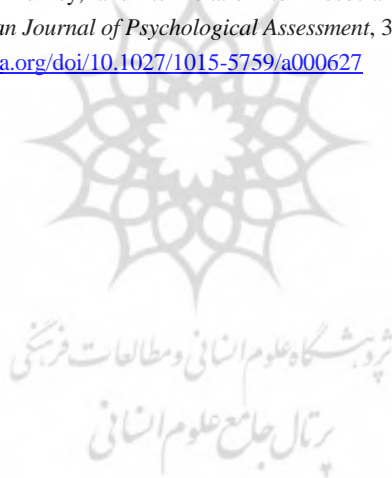 an Journal of Psychological Assessment, 3
a.org/doi/10.1027/1015-5759/a000627
پژوهشگاه علوم انسانی و مطالعات فرهنگی
پرتال جامع علوم انسانی